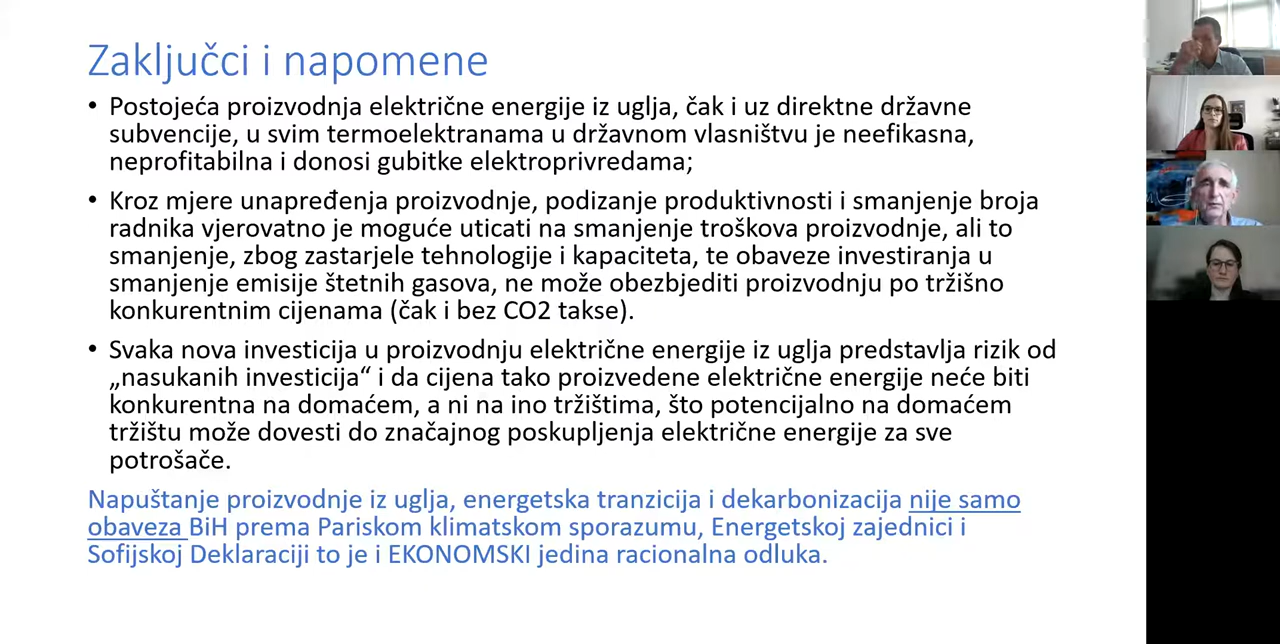 Zaključci i napomene
• Postojeća proizvodnja električne energije iz uglja, čak i uz direktne državne
subvencije, u svim termoelektranama u državnom vlasništvu je neefikasna,
neprofitabilna i donosi gubitke elektroprivredama;
• Kroz mjere unapređenja proizvodnje, podizanje produktivnosti i smanjenje broja
radnika vjerovatno je moguće uticati na smanjenje troškova proizvodnje, ali to
smanjenje, zbog zastarjele tehnologije i kapaciteta, te obaveze investiranja u
smanjenje emisije štetnih gasova, ne može obezbjediti proizvodnju po tržišno
konkurentnim cijenama (čak i bez CO2 takse).
• Svaka nova investicija u proizvodnju električne energije iz uglja predstavlja rizik od
„nasukanih investicija“ i da cijena tako proizvedene električne energije neće biti
konkurentna na domaćem, a ni na ino tržištima, što potencijalno na domaćem
tržištu može dovesti do značajnog poskupljenja električne energije za sve
potrošače.
Napuštanje proizvodnje iz uglja, energetska tranzicija i dekarbonizacija nije samo
obaveza BiH prema Pariskom klimatskom sporazumu, Energetskoj zajednici i
Sofijskoj Deklaraciji to je i EKONOMSKI jedina racionalna odluka.